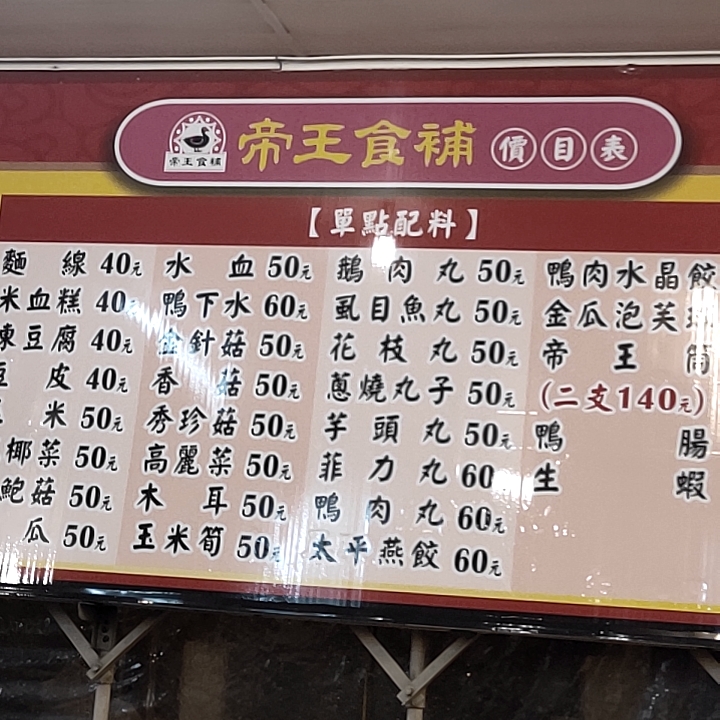 帝王食補
帝王食補 價目表
【單點配料】
麵線 40元 水血 50元 鵝肉丸 50元 鴨肉水晶餃
米血糕 40元 鴨下水 60元 虱目魚丸 50元 金瓜泡芙
凍豆腐 40元 金針菇 50元 花枝丸 50元 帝王筒
豆皮 40元 香菇 50元 蔥燒丸子 50元 (二支140元)
米 50元 秀珍菇 50元 芋頭丸 50元 鴨腸
椰菜 50元 高麗菜 50元 菲力丸 60 生蝦
鮑菇 50元 木耳 50元 鴨肉丸 60元
瓜 50元 玉米筍 50元 太平燕餃 60元